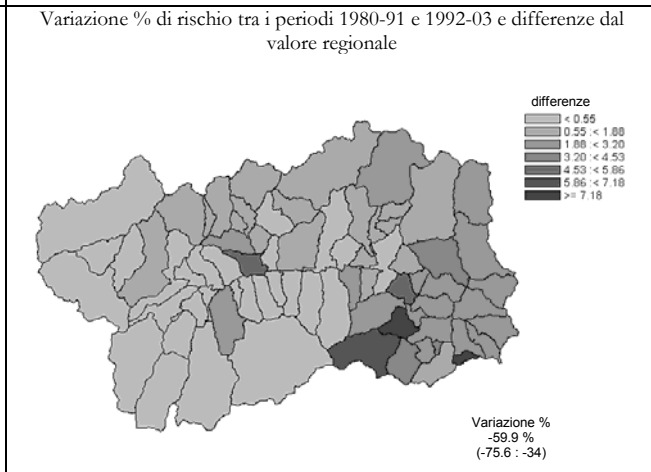 Variazione % di rischio tra i periodi 1980-91 e 1992-03 e differenze dal
valore regionale
differenze
< 0.55
0.55 :< 1.88
1.88 :< 3.20
3.20 :< 4.53
4.53 :< 5.86
5.86 :< 7.18
>= 7.18
Variazione %
-59.9 %
(-75.6 : -34)